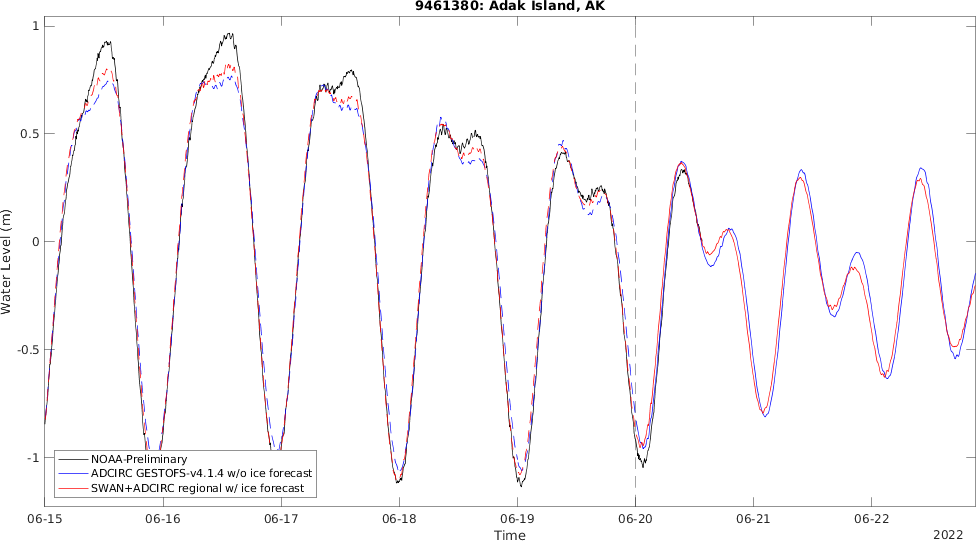 9461380: Adak Island, AK
Water Level (m)
1
0.5
0
-0.5
-1
NOAA-Preliminary
ADCIRC GESTOFS-v4.1.4 w/o ice forecast
SWAN+ADCIRC regional w/ ice forecast
06-15 06-16 06-17 06-18 06-19 06-20 06-21 06-22
Time
2022